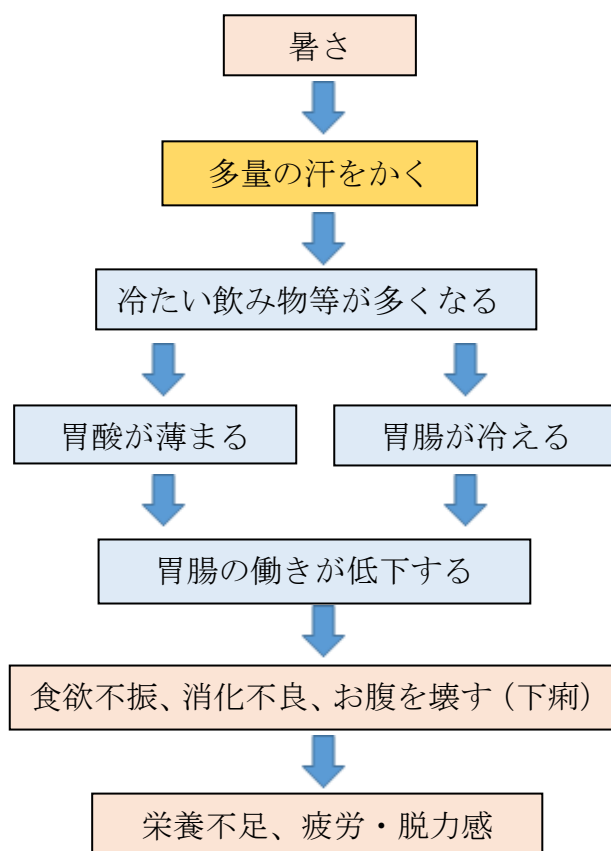 暑さ
多量の汗をかく
冷たい飲み物等が多くなる
胃酸が薄まる
胃腸が冷える
胃腸の働きが低下する
食欲不振、消化不良、お腹を壊す（下痢）
栄養不足、疲労・脱力感